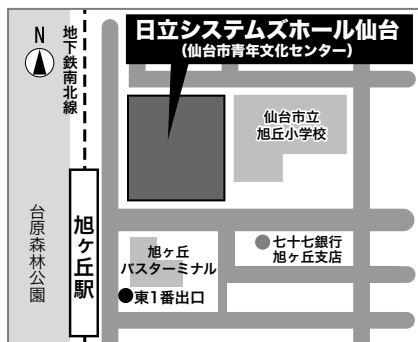 日立システムズホール仙台
（仙台市青年文化センター）
N
地下鉄南北線
仙台市立
旭丘小学校
台原森林公園
旭ヶ丘駅
旭ヶ丘
バスターミナル
七十七銀行
旭ヶ丘支店
東1番出口